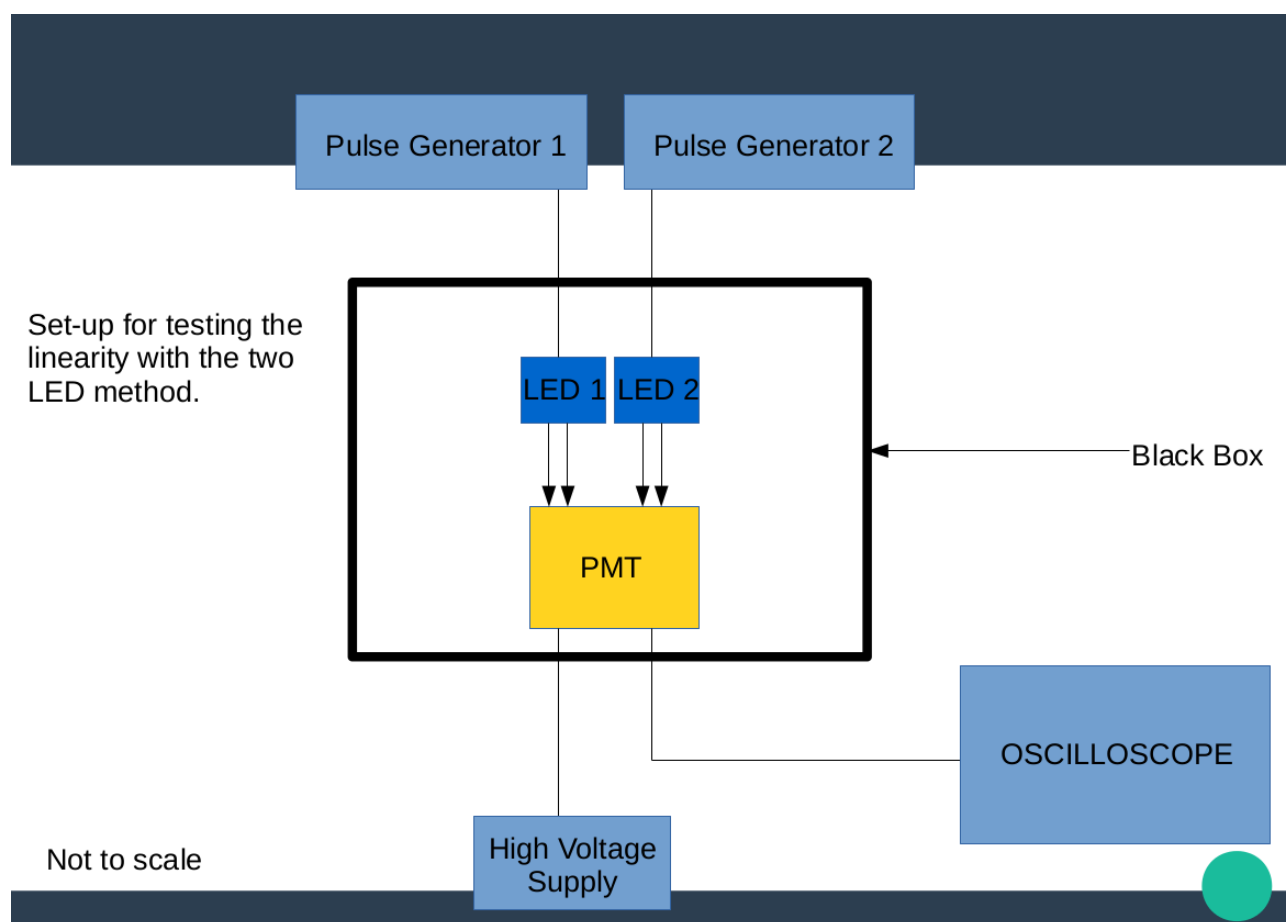 Pulse Generator 1
Pulse Generator 2
Set-up for testing the
linearity with the two
LED method.
LED 1
LED 2
Black Box
PMT
OSCILLOSCOPE
High Voltage
Supply
Not to scale